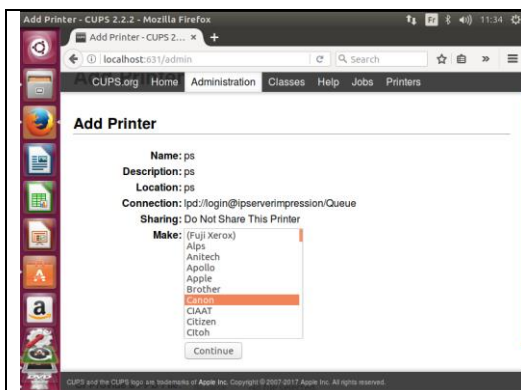 Add Printer - CUPS 2.2.2 - Mozilla Firefox
Fr
11:34
Add Printer - CUPS 2... × +
localhost:631/admin
Search
CUPS.org Home Administration Classes Help Jobs Printers
Add Printer
Name: ps
Description: ps
Location: ps
Connection: lpd://login@ipserverimpression/Queue
Sharing: Do Not Share This Printer
Make: (Fuji Xerox)
Alps
Anitech
Apollo
Apple
Brother
Canon
CIAAT
Citizen
CItoh
Continue
CUPS and the CUPS logo are trademarks of Apple Inc. Copyright © 2007-2017 Apple Inc. All rights reserved.